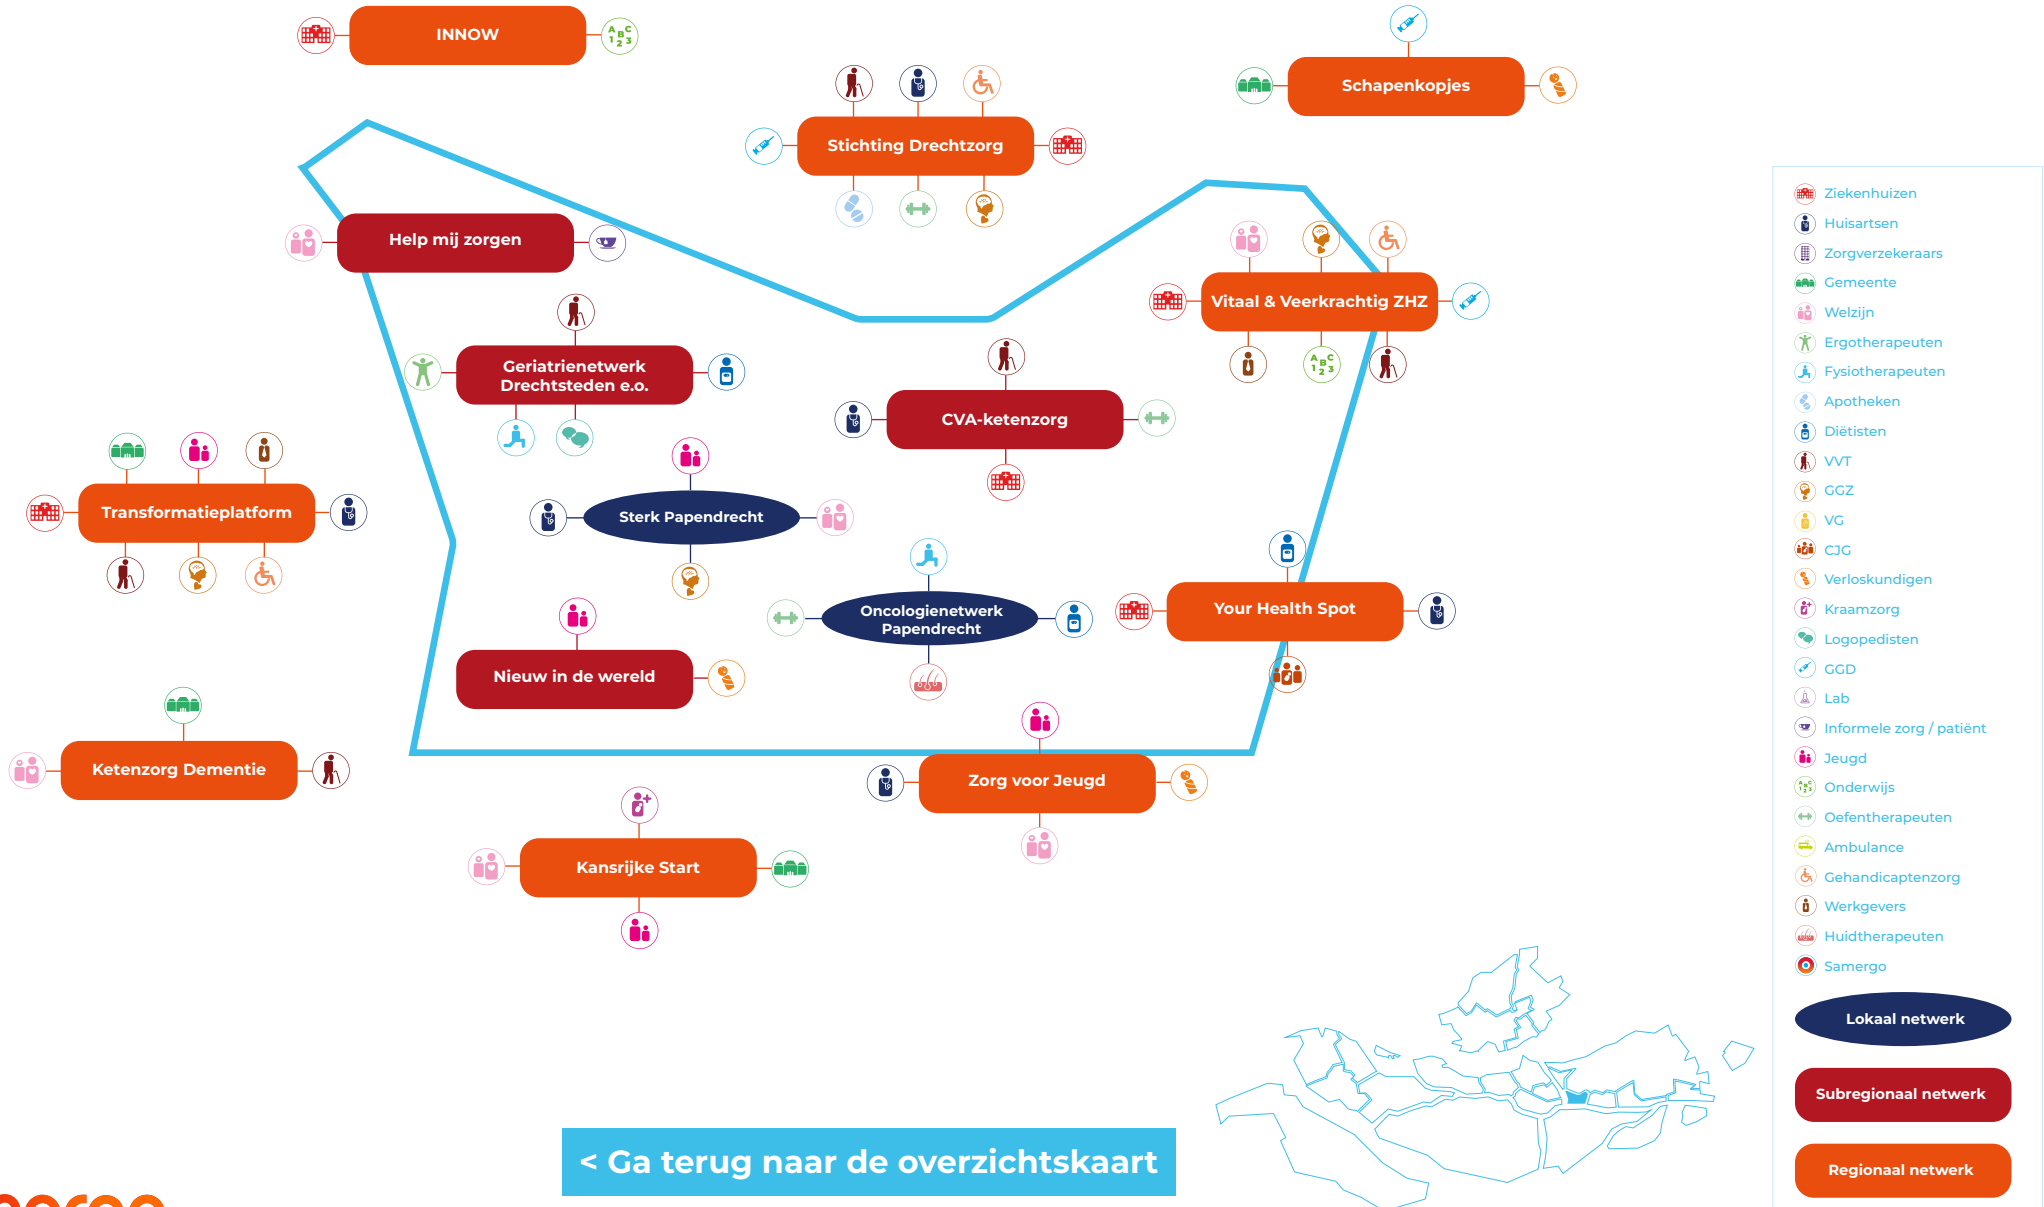 INNOW
Schapenkopjes
Stichting Drechtzorg
Help mij zorgen
Vitaal & Veerkrachtig ZHZ
Geriatrienetwerk
Drechtsteden e.o.
CVA-ketenzorg
Transformatieplatform
Sterk Papendrecht
Oncologienetwerk
Papendrecht
Your Health Spot
Nieuw in de wereld
Ketenzorg Dementie
Zorg voor Jeugd
Kansrijke Start
< Ga terug naar de overzichtskaart
Ziekenhuizen
Huisartsen
Zorgverzekeraars
Gemeente
Welzijn
Ergotherapeuten
Fysiotherapeuten
Apotheken
Diëtisten
VVT
GGZ
VG
CJG
Verloskundigen
Kraamzorg
Logopedisten
GGD
Lab
Informele zorg / patiënt
Jeugd
Onderwijs
Oefentherapeuten
Ambulance
Gehandicaptenzorg
Werkgevers
Huidtherapeuten
Samergo
Lokaal netwerk
Subregionaal netwerk
Regionaal netwerk